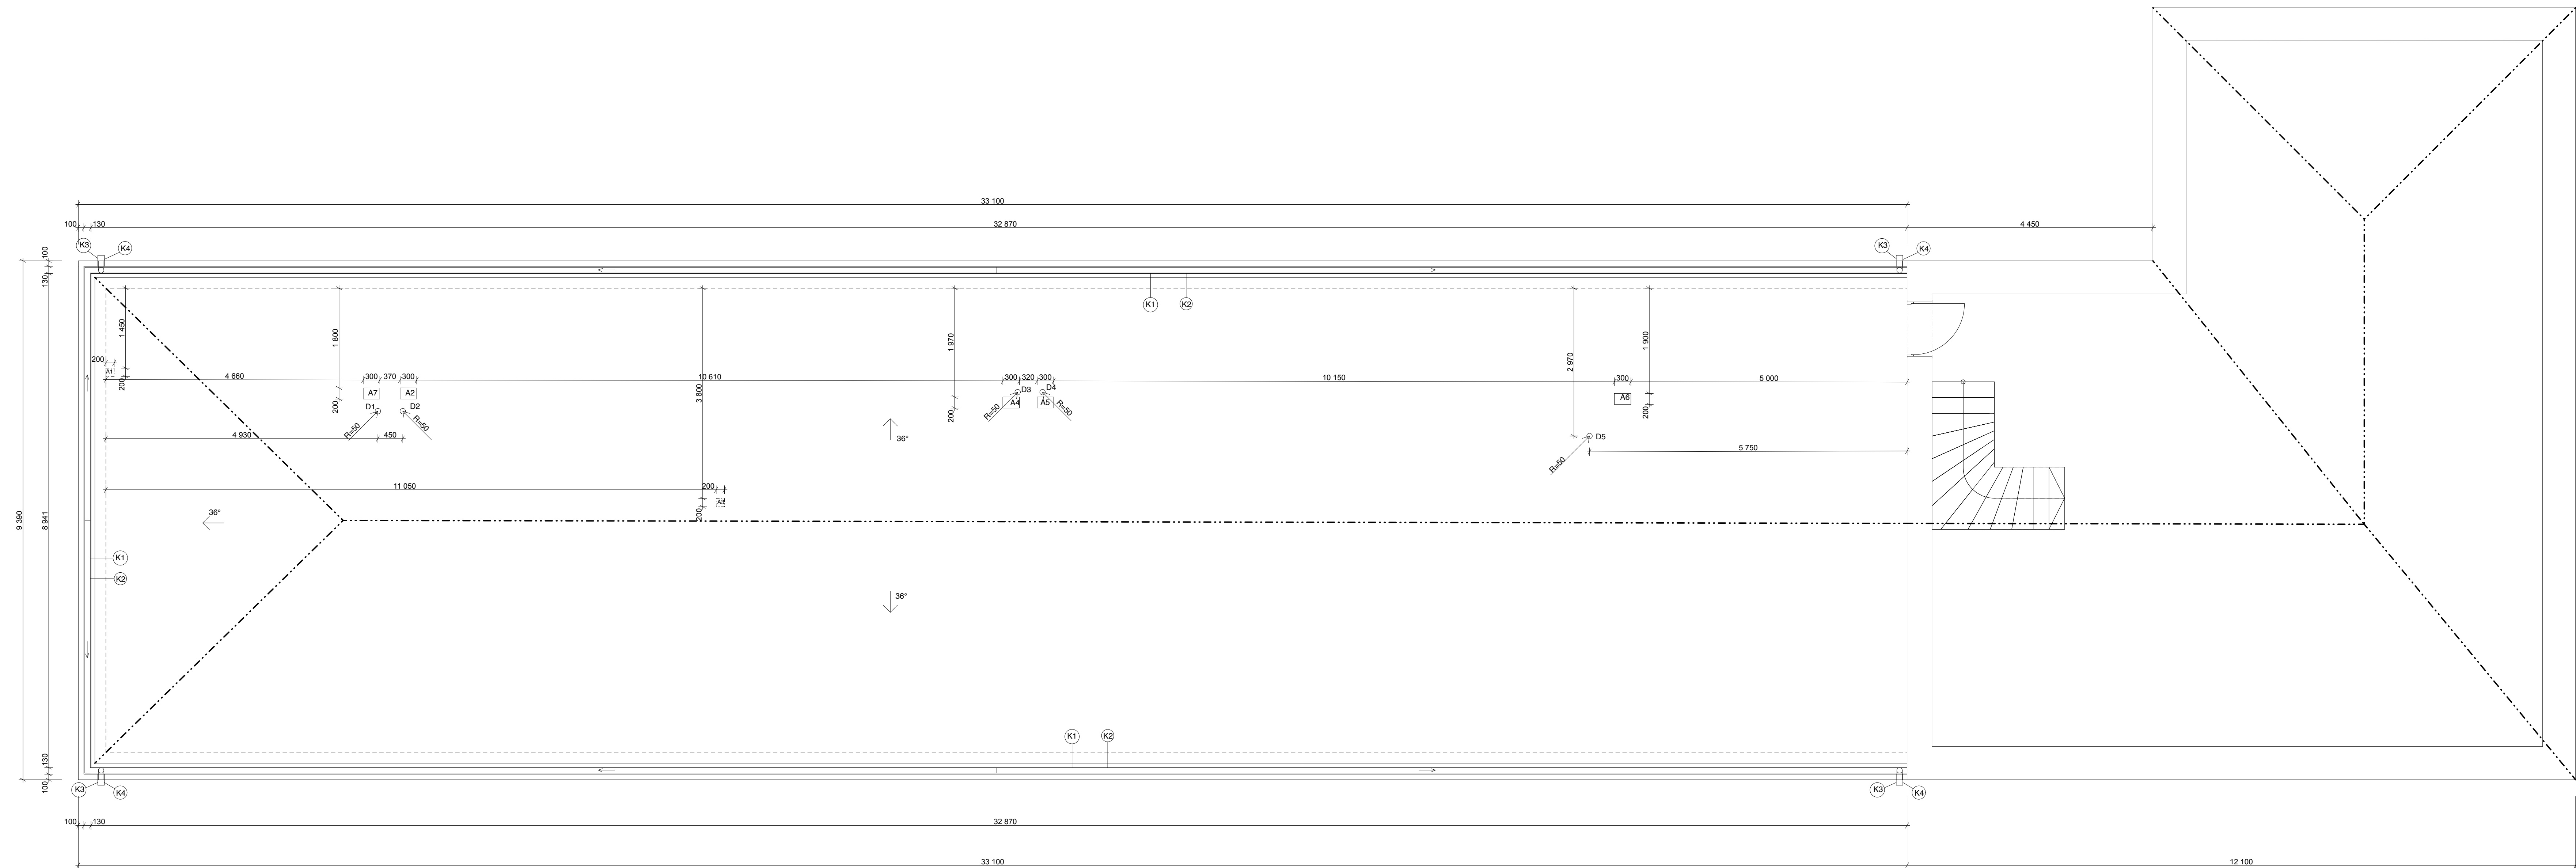 33 100
100 130 32 870 4 450
K3 K4 K3 K4
100
130
K1 K2
1 450
1 800
1 970
2 970
1 900
200
A1
200
4 660 300 370 300 10 610 300 320 300 10 150 300 5 000
3 800
A7 A2
200
D1 D2
R=50 R=50
D3 D4
A4 A5
R=50 R=50
200
A6
200
4 930 450
36°
D5
5 750
R=50
11 050 200
A3
200
36°
9 390
8 941
K1
K2
36°
K1 K2
130
100
K3 K4 K3 K4
100 130 32 870
33 100 12 100